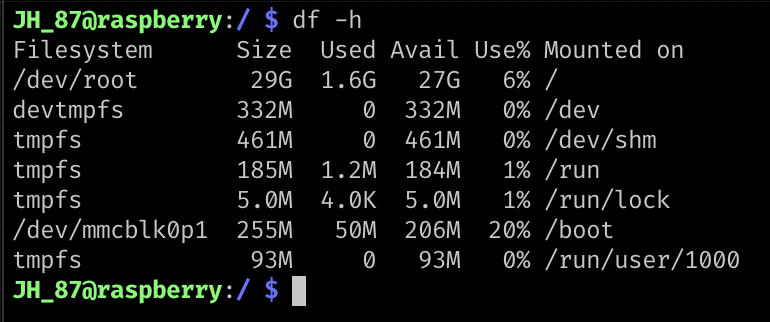 JH_87@raspberry:/ $ df -h
Filesystem      Size  Used Avail Use% Mounted on
/dev/root        29G  1.6G   27G   6% /
devtmpfs        332M     0  332M   0% /dev
tmpfs           461M     0  461M   0% /dev/shm
tmpfs           185M  1.2M  184M   1% /run
tmpfs           5.0M  4.0K  5.0M   1% /run/lock
/dev/mmcblk0p1  255M   50M  206M  20% /boot
tmpfs            93M     0   93M   0% /run/user/1000
JH_87@raspberry:/ $